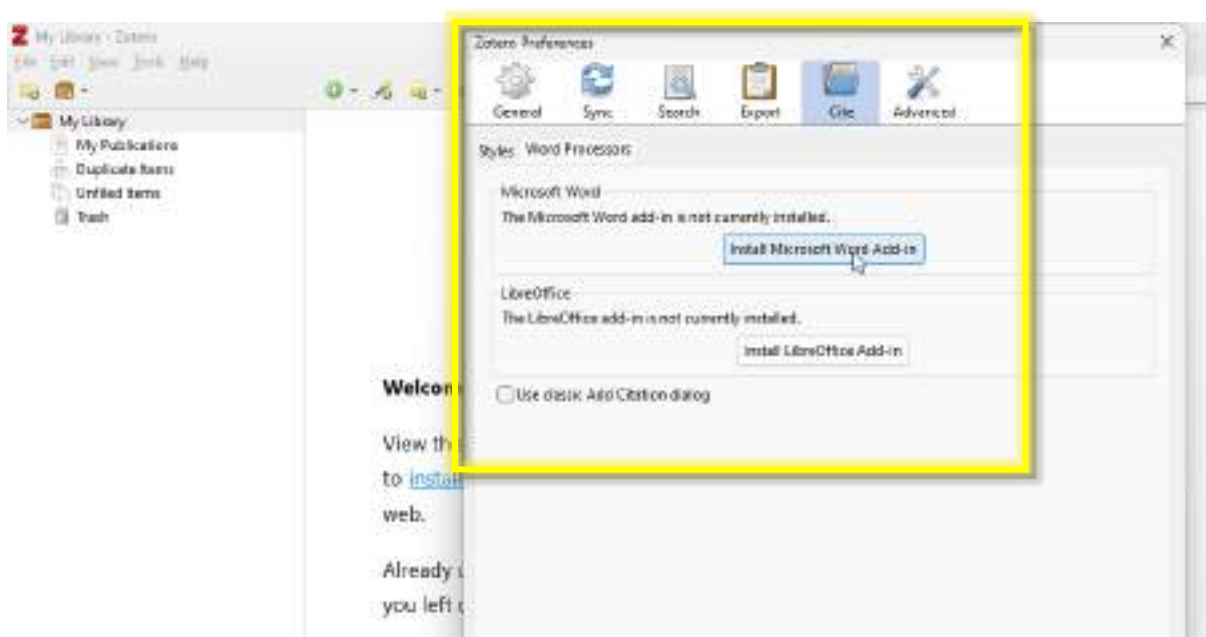 My Library - Zotero
File Edit View Tools Help
My Library
My Publications
Duplicate Items
Unfiled Items
Trash
Welcom
View the
to install
web.
Already u
you left o
Zotero Preferences
General Sync Search Export Cite Advanced
Styles Word Processors
Microsoft Word
The Microsoft Word add-in is not currently installed.
Install Microsoft Word Add-in
LibreOffice
The LibreOffice add-in is not currently installed.
Install LibreOffice Add-in
Use classic Add Citation dialog